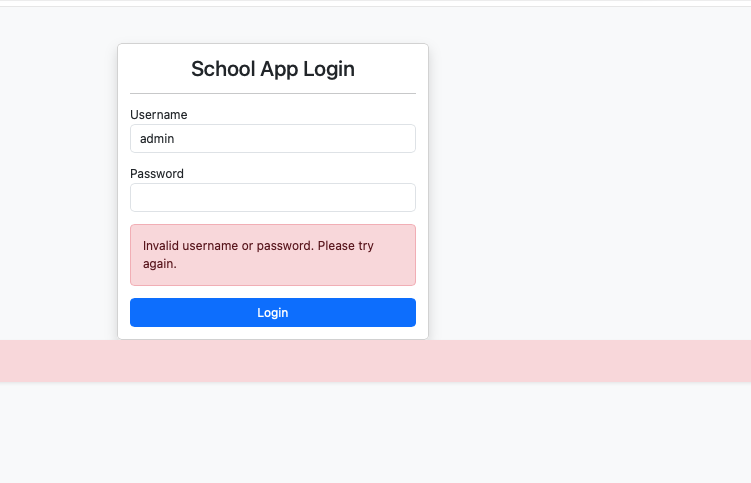 School App Login
Username
admin
Password
Invalid username or password. Please try
again.
Login